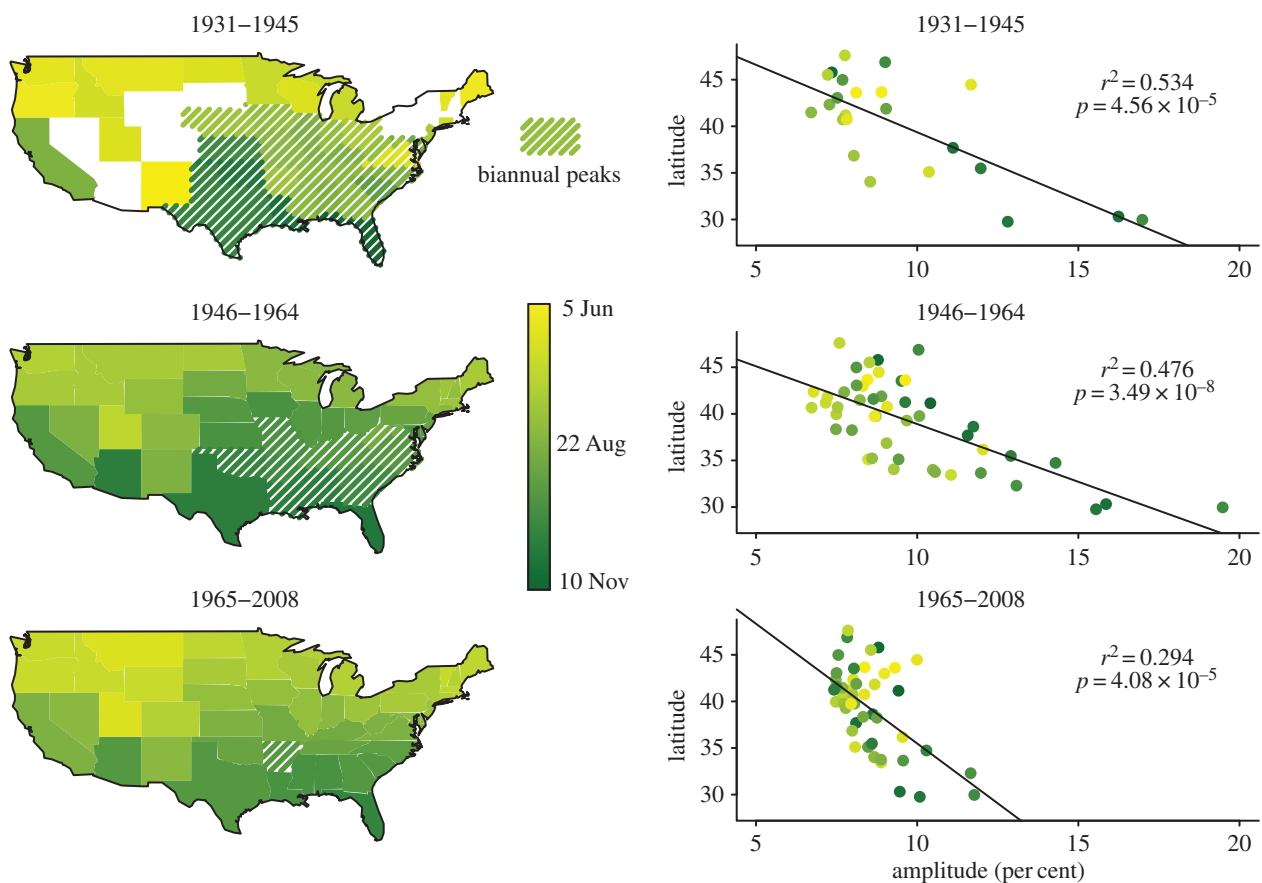 1931–1945
biannual peaks
1931–1945
latitude
45
40
35
30
5
10
15
20
r² = 0.534
p = 4.56 × 10⁻⁵
1946–1964
5 Jun
22 Aug
10 Nov
1946–1964
latitude
45
40
35
30
5
10
15
20
r² = 0.476
p = 3.49 × 10⁻⁸
1965–2008
1965–2008
latitude
45
40
35
30
5
10
15
20
r² = 0.294
p = 4.08 × 10⁻⁵
amplitude (per cent)